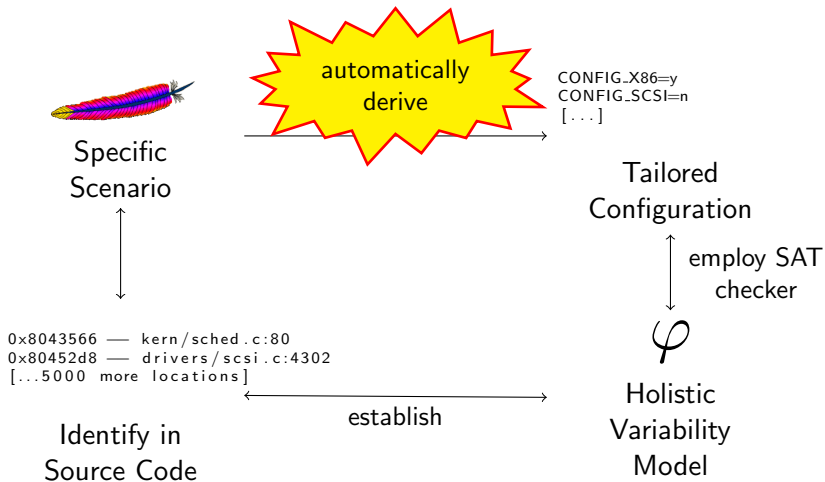 automatically
derive
CONFIG_X86=y
CONFIG_SCSI=n
[...]
Specific
Scenario
Tailored
Configuration
employ SAT
checker
0x8043566 — kern/sched.c:80
0x80452d8 — drivers/scsi.c:4302
[...5000 more locations]
φ
establish
Holistic
Variability
Model
Identify in
Source Code